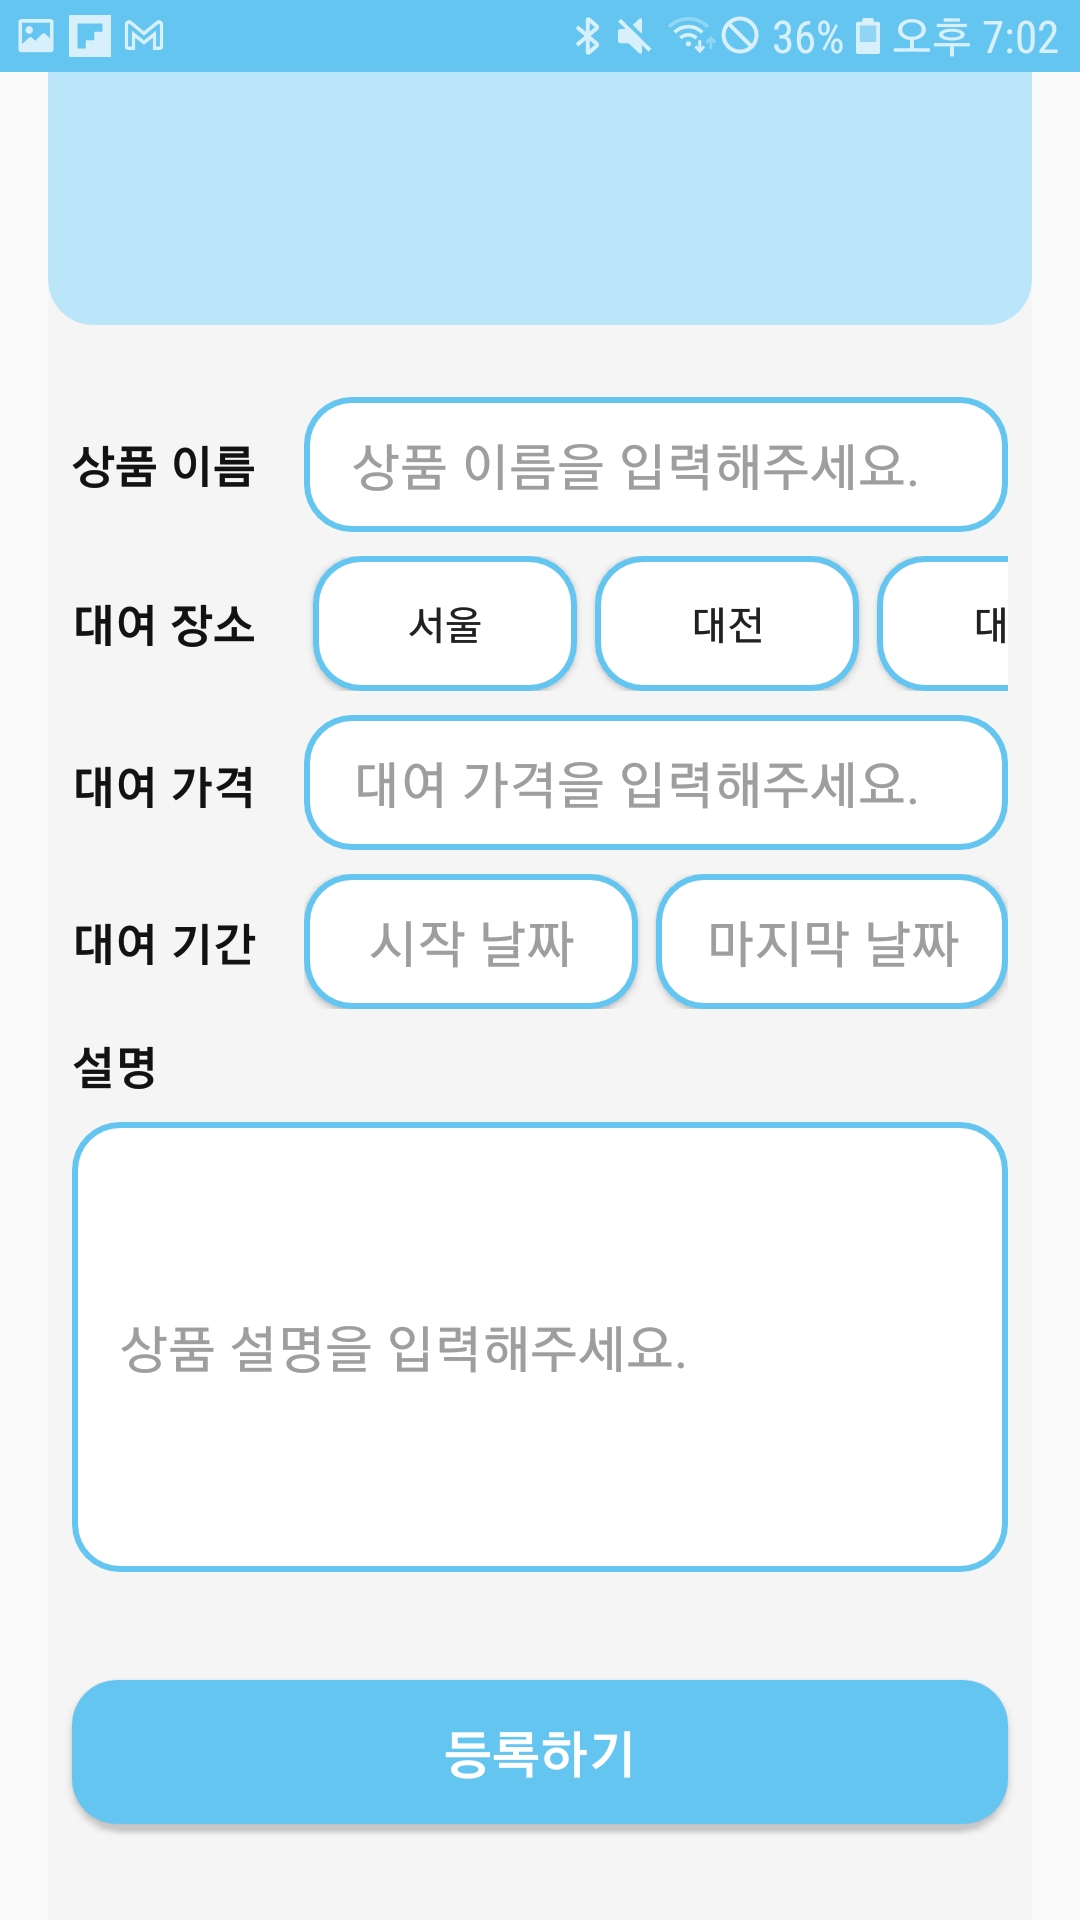 36% 오후 7:02
상품 이름 상품 이름을 입력해주세요.
대여 장소 서울 대전 대
대여 가격 대여 가격을 입력해주세요.
대여 기간 시작 날짜 마지막 날짜
설명
상품 설명을 입력해주세요.
등록하기